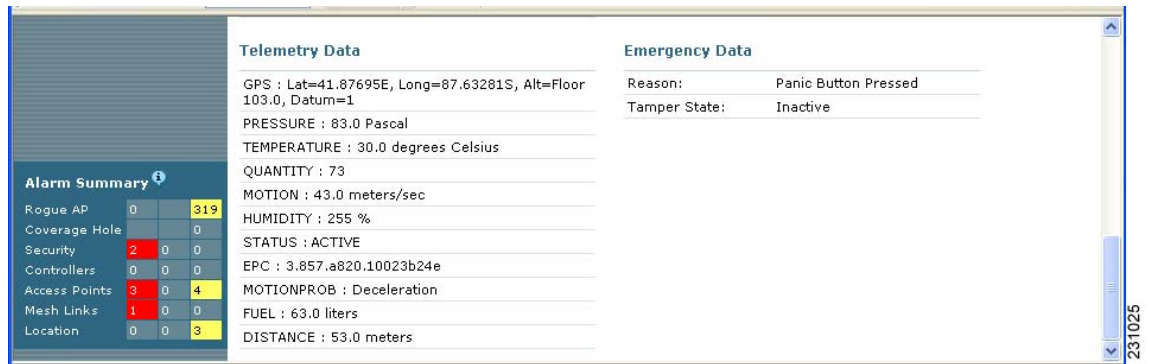 Telemetry Data
GPS : Lat=41.87695E, Long=87.63281S, Alt=Floor
103.0, Datum=1
PRESSURE : 83.0 Pascal
TEMPERATURE : 30.0 degrees Celsius
QUANTITY : 73
MOTION : 43.0 meters/sec
HUMIDITY : 255 %
STATUS : ACTIVE
EPC : 3.857.a820.10023b24e
MOTIONPROB : Deceleration
FUEL : 63.0 liters
DISTANCE : 53.0 meters
Emergency Data
Reason: Panic Button Pressed
Tamper State: Inactive
Alarm Summary
Rogue AP 0 319
Coverage Hole 0
Security 2 0 0
Controllers 0 0 0
Access Points 3 0 4
Mesh Links 1 0 0
Location 0 0 3
231025